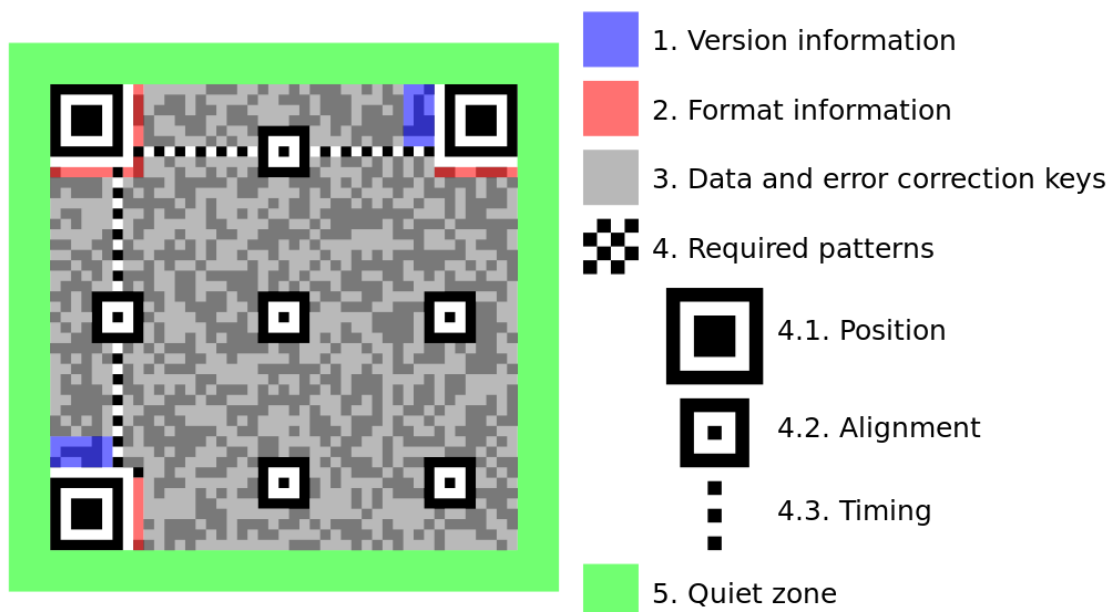 1. Version information
2. Format information
3. Data and error correction keys
4. Required patterns
4.1. Position
4.2. Alignment
4.3. Timing
5. Quiet zone